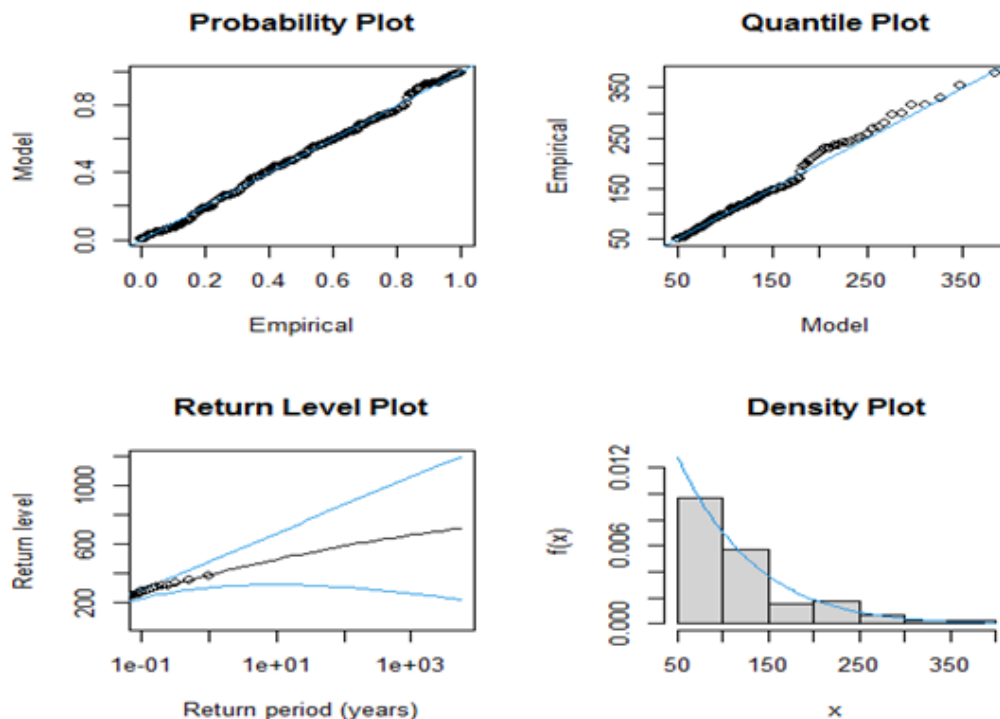 Probability Plot
Model
0.0 0.4 0.8
0.0 0.2 0.4 0.6 0.8 1.0
Empirical
Quantile Plot
Empirical
50 150 250 350
50 150 250 350
Model
Return Level Plot
Return level
200 600 1000
1e-01 1e+01 1e+03
Return period (years)
Density Plot
f(x)
0.000 0.006 0.012
50 150 250 350
x